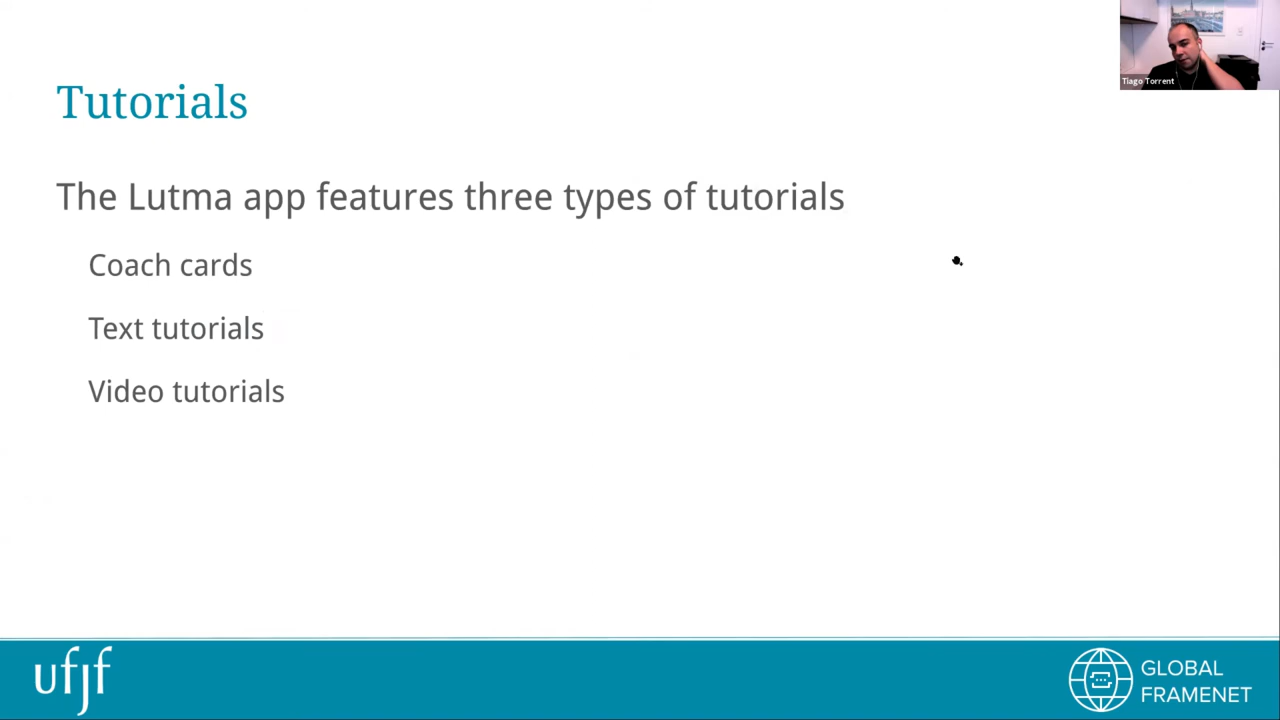 Tiago Torrent
Tutorials
The Lutma app features three types of tutorials
Coach cards
Text tutorials
Video tutorials
ufjf
GLOBAL
FRAMENET